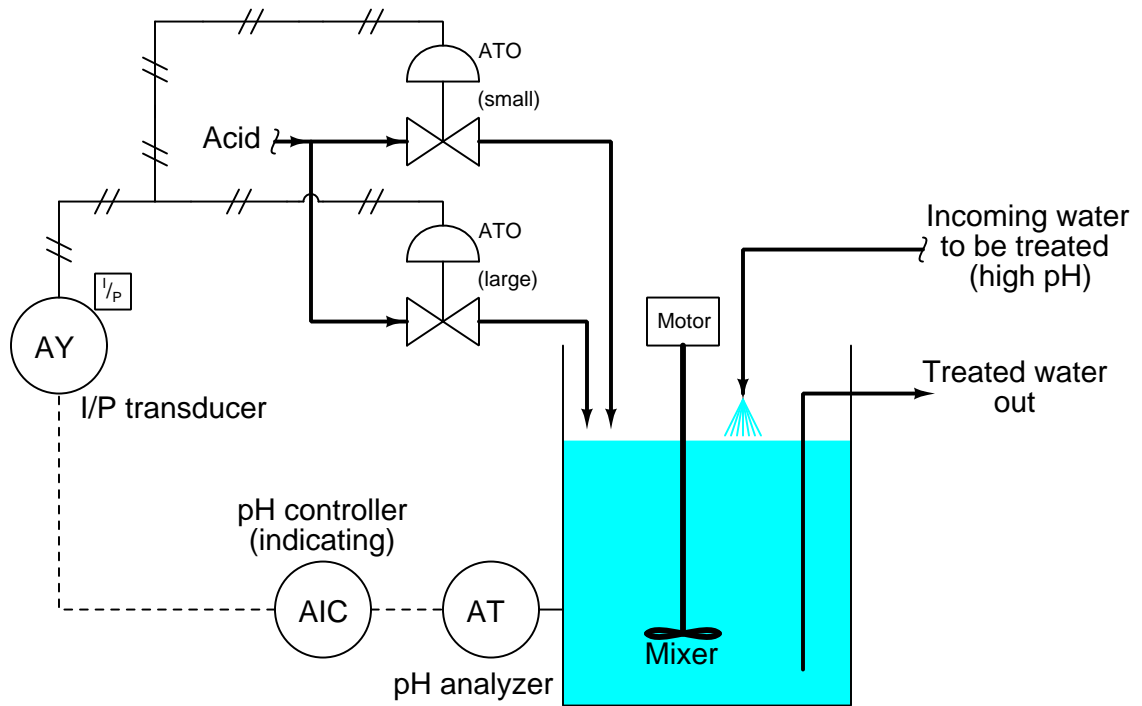 ATO
(small)
Acid
ATO
(large)
I/P
AY
I/P transducer
Incoming water
to be treated
(high pH)
Motor
Treated water
out
pH controller
(indicating)
AIC
AT
Mixer
pH analyzer